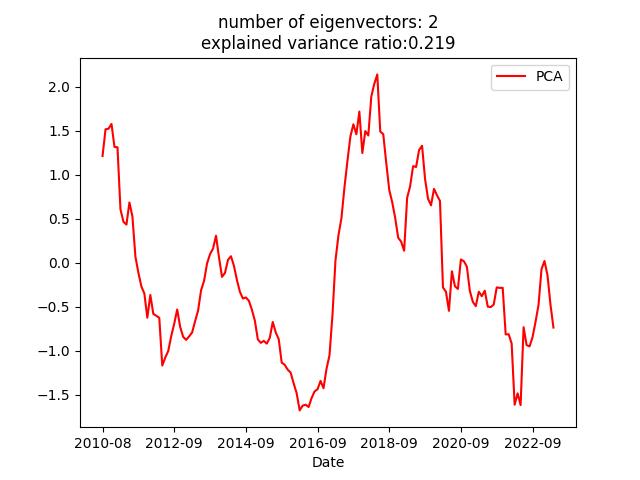 number of eigenvectors: 2
explained variance ratio:0.219
PCA
2.0
1.5
1.0
0.5
0.0
−0.5
−1.0
−1.5
2010-08 2012-09 2014-09 2016-09 2018-09 2020-09 2022-09
Date